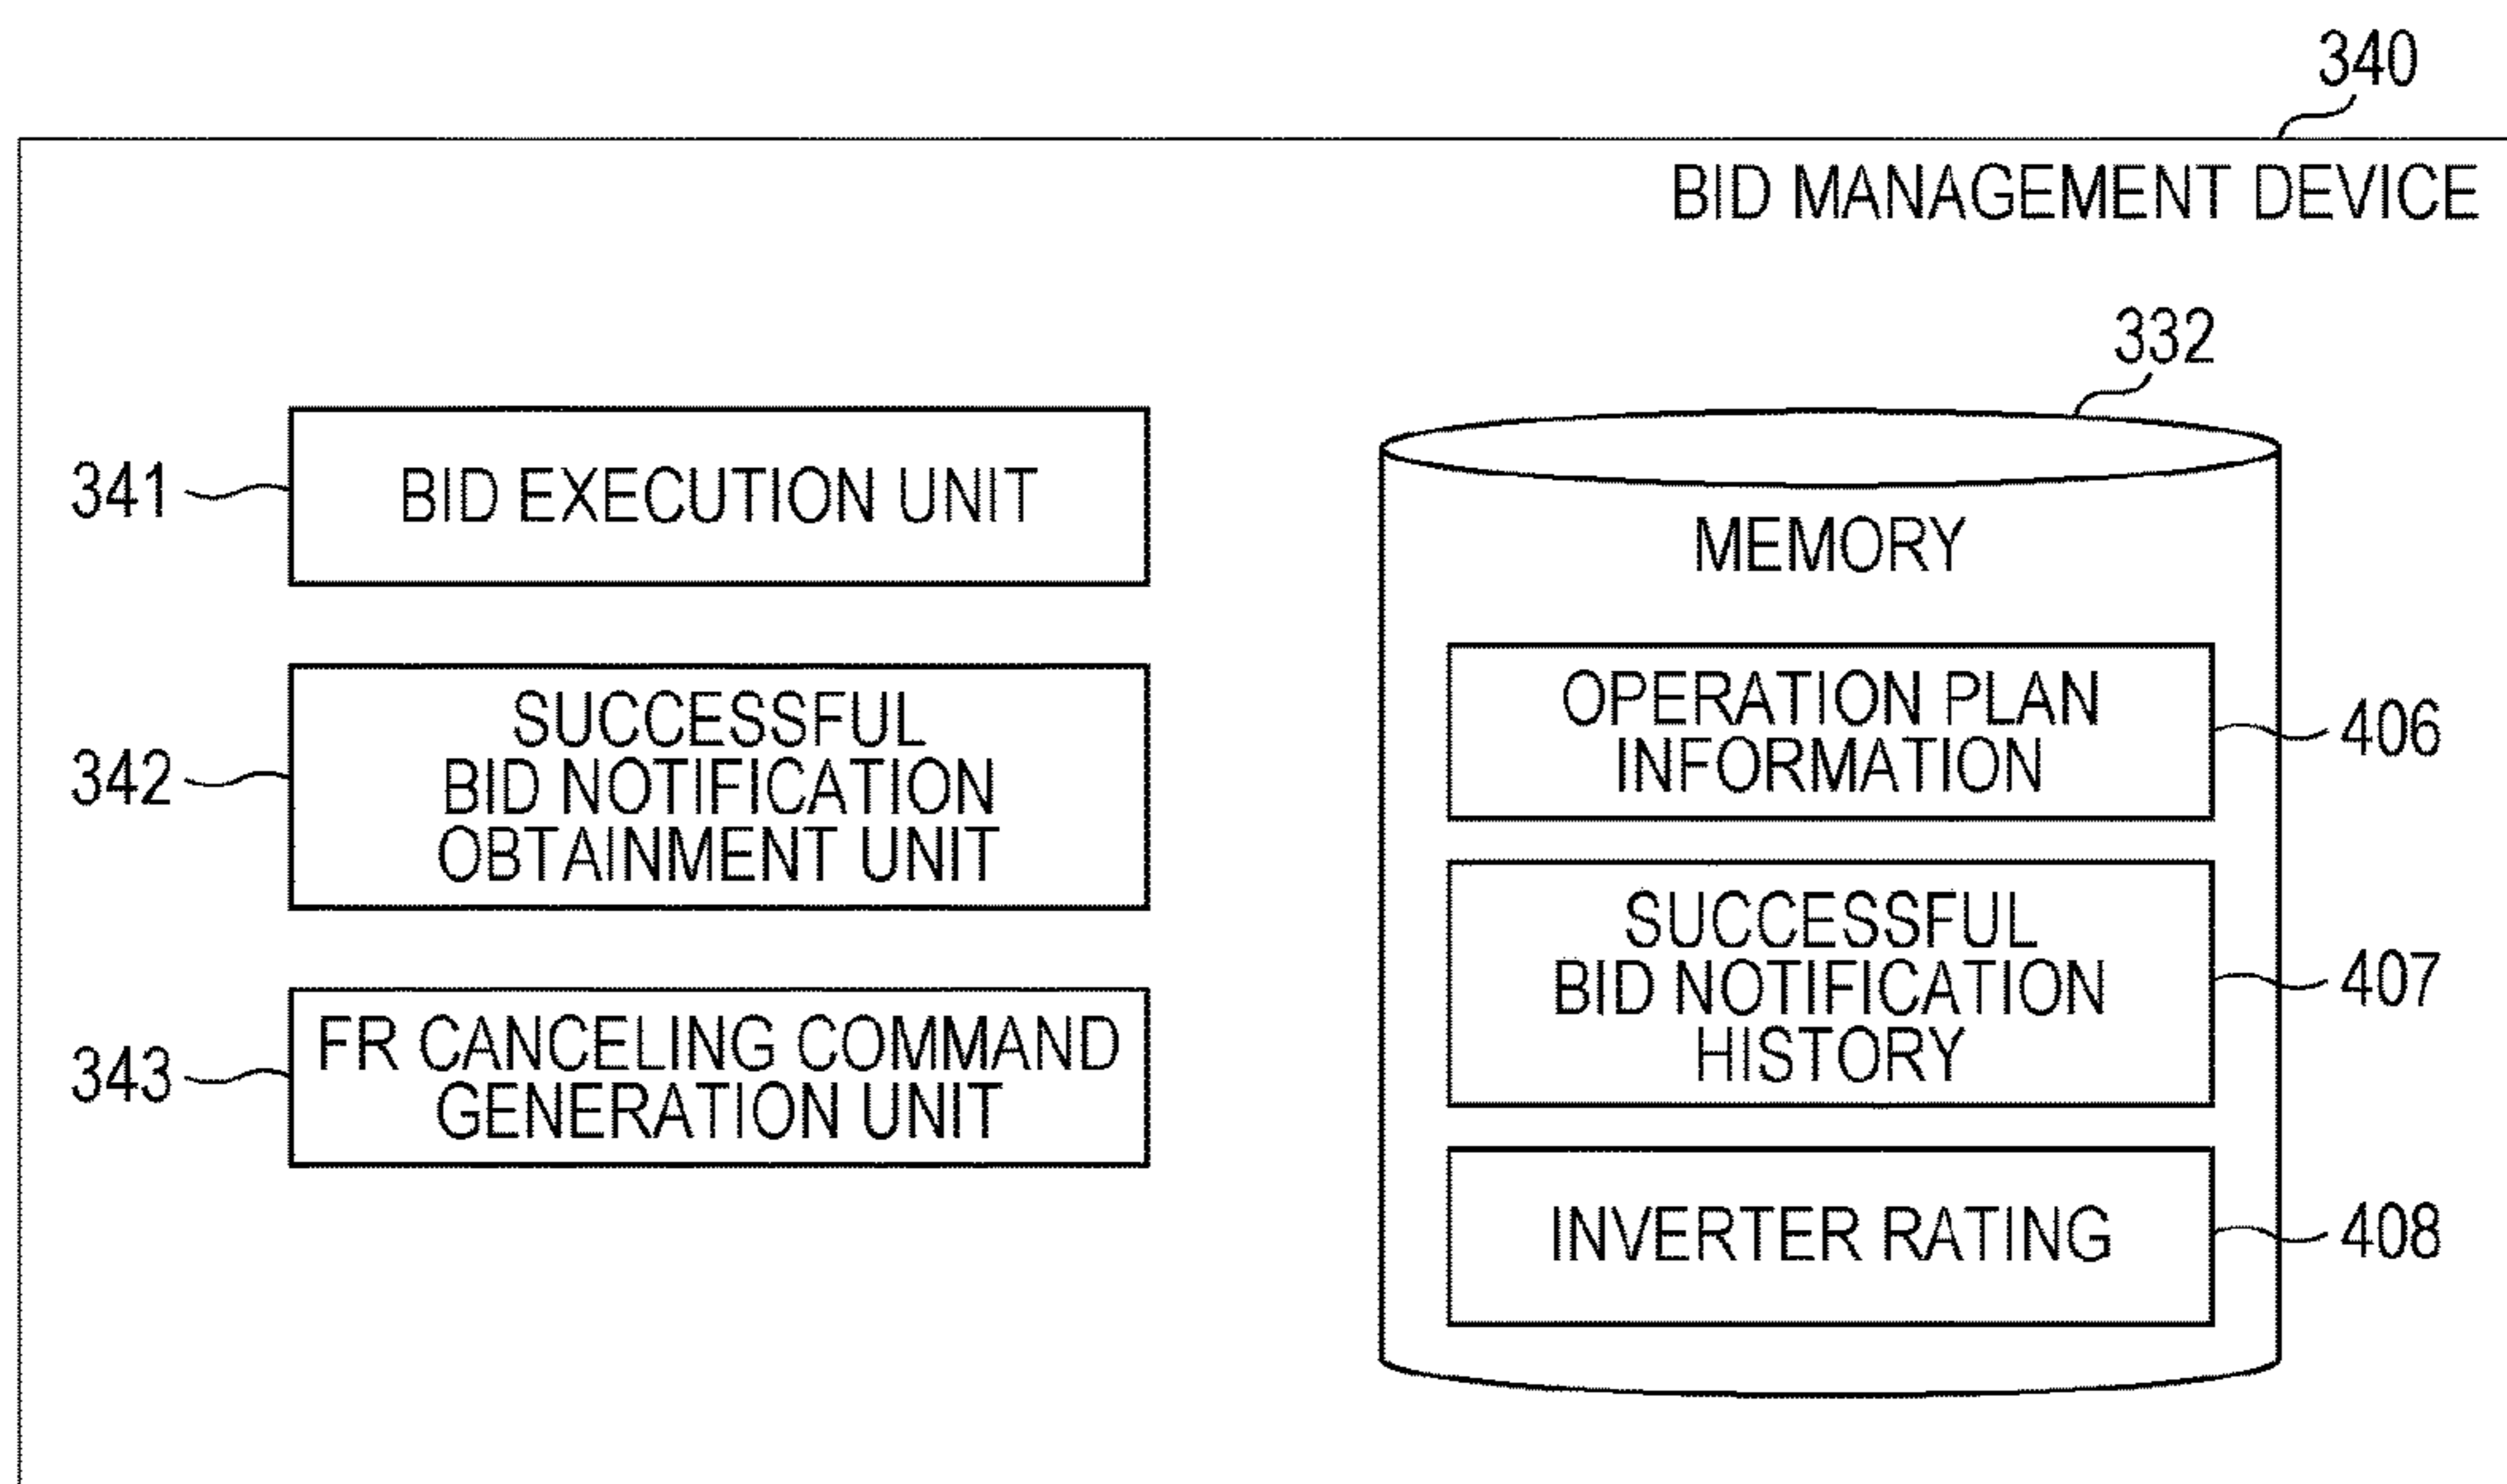 340
BID MANAGEMENT DEVICE
332
341
BID EXECUTION UNIT
MEMORY
342
SUCCESSFUL
BID NOTIFICATION
OBTAINMENT UNIT
343
FR CANCELING COMMAND
GENERATION UNIT
OPERATION PLAN
INFORMATION
406
SUCCESSFUL
BID NOTIFICATION
HISTORY
407
INVERTER RATING
408